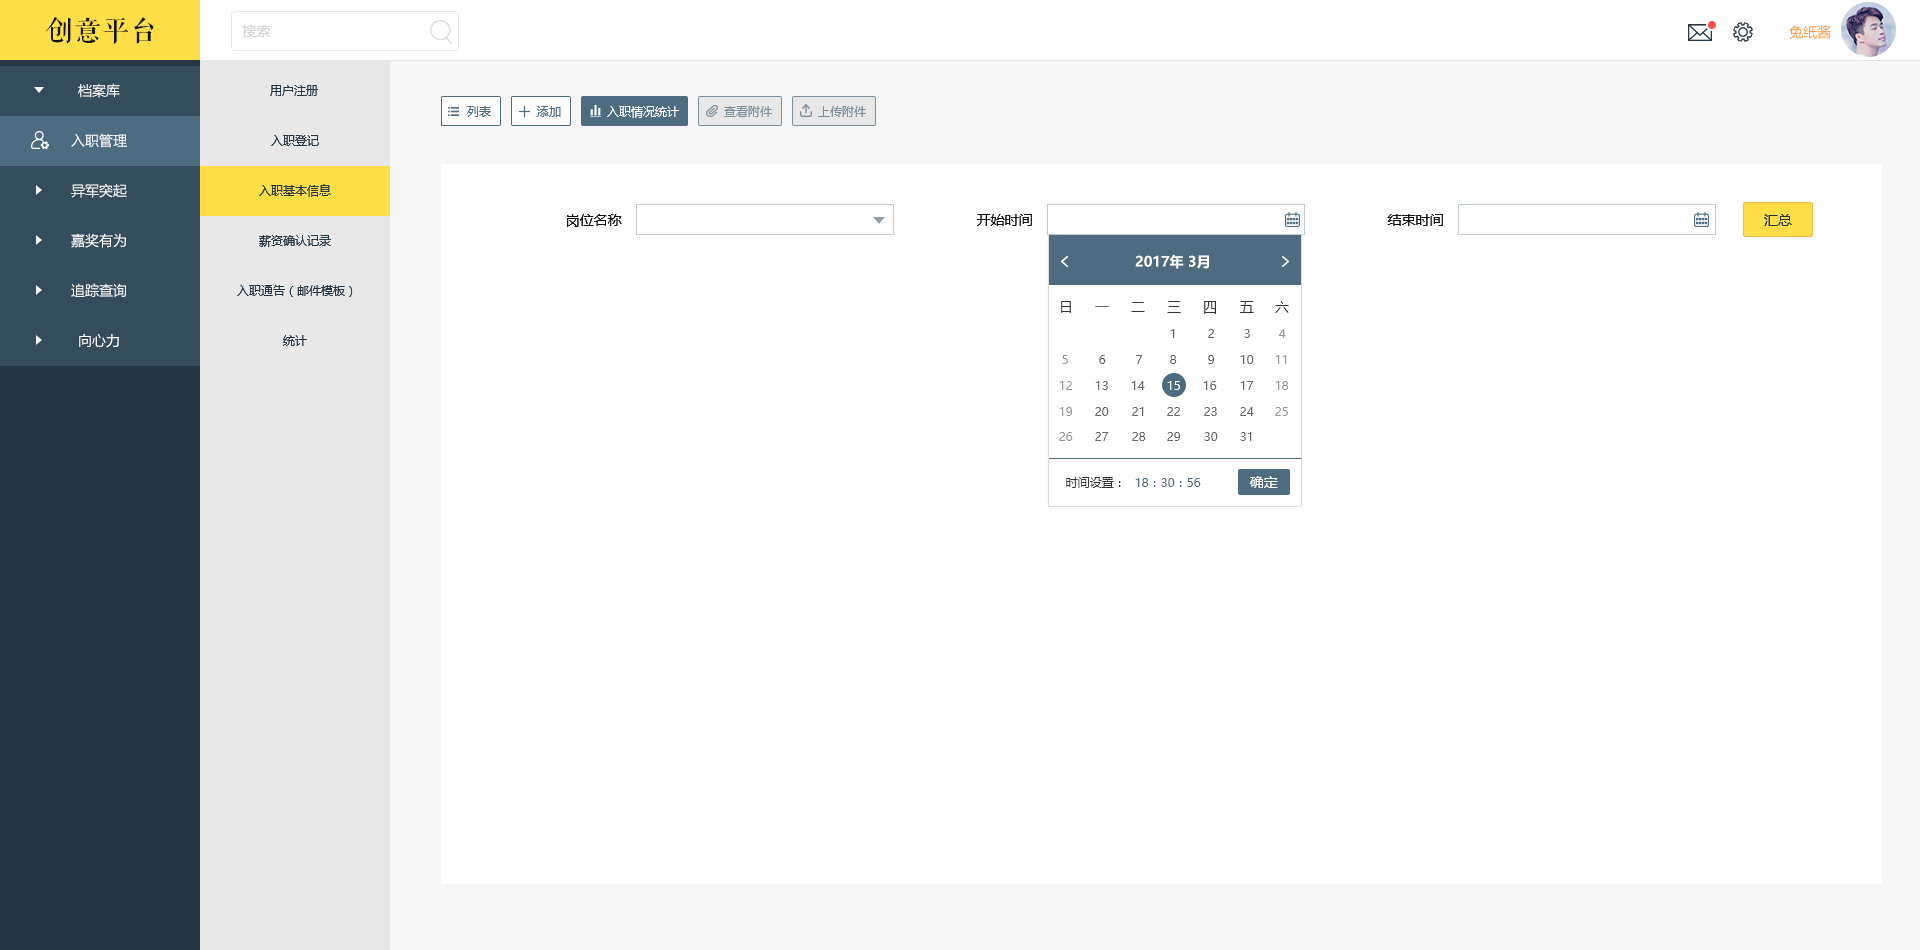 创意平台
搜索
兔纸酱
档案库
入职管理
异军突起
嘉奖有为
追踪查询
向心力
用户注册
入职登记
入职基本信息
薪资确认记录
入职通告（邮件模板）
统计
列表 添加 入职情况统计 查看附件 上传附件
岗位名称 开始时间 结束时间 汇总
2017年 3月
日 一 二 三 四 五 六
1 2 3 4
5 6 7 8 9 10 11
12 13 14 15 16 17 18
19 20 21 22 23 24 25
26 27 28 29 30 31
时间设置： 18 : 30 : 56 确定